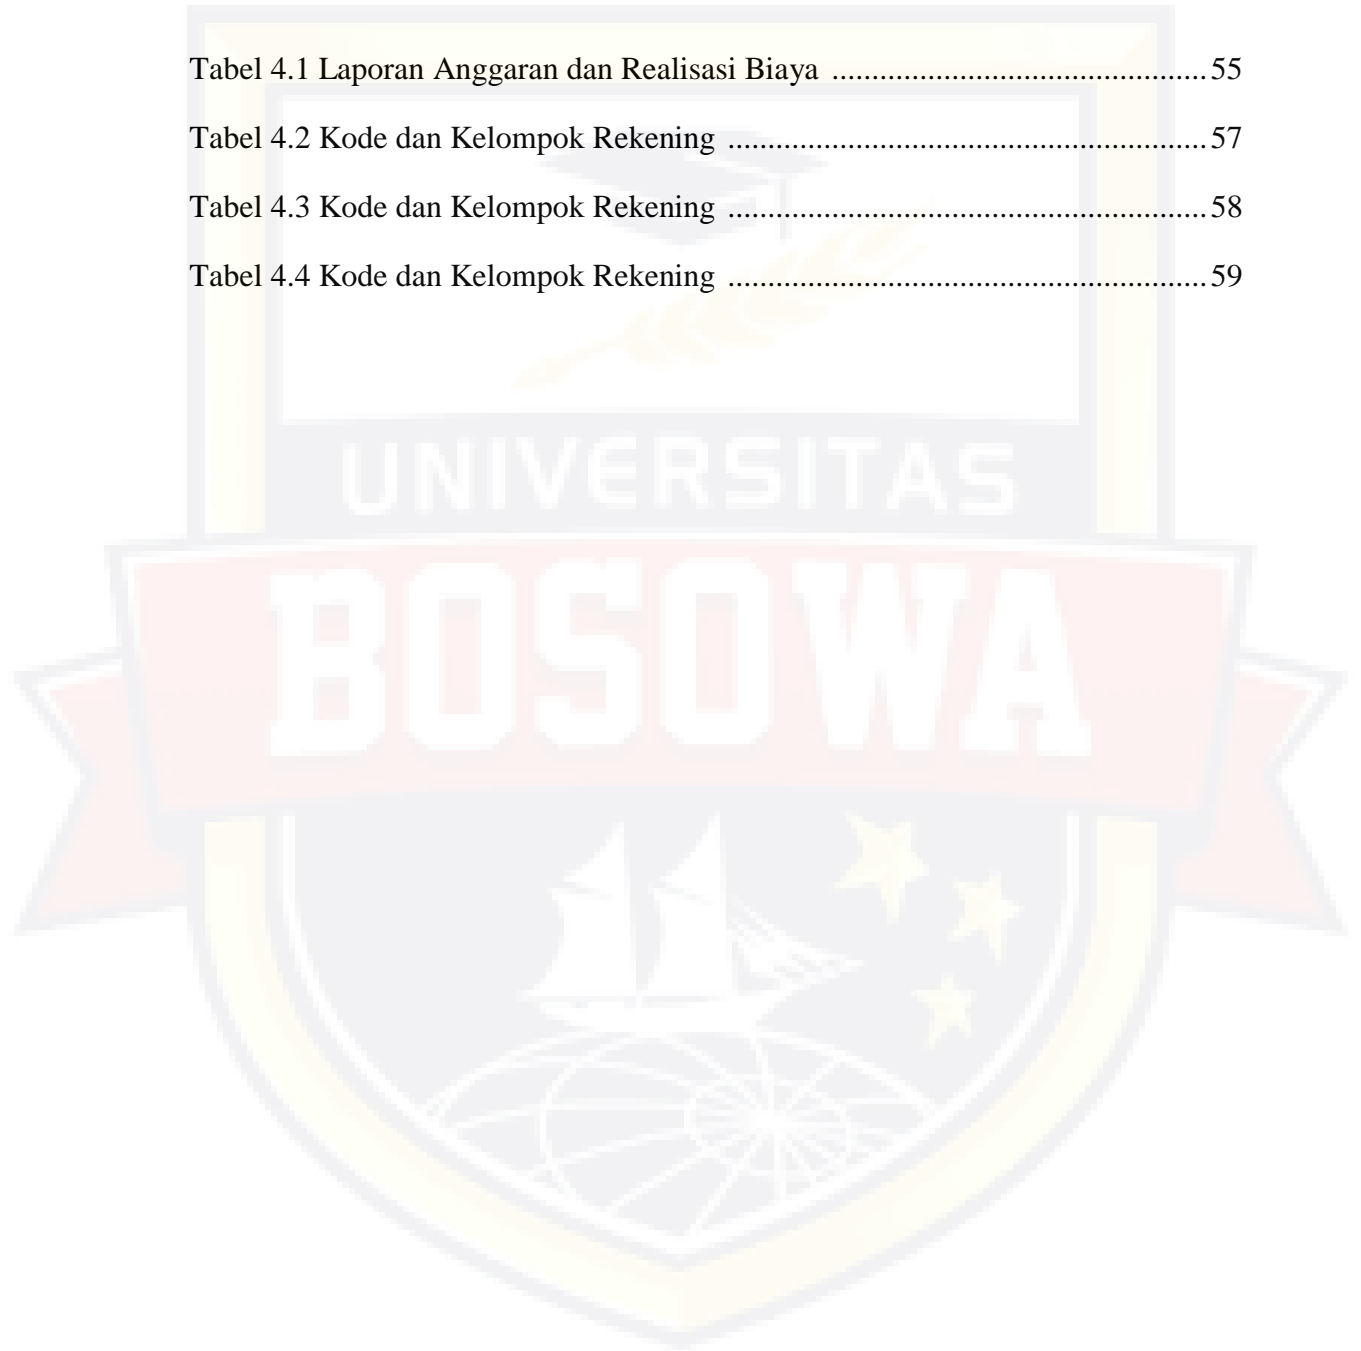 Tabel 4.1 Laporan Anggaran dan Realisasi Biaya ............................................... 55
Tabel 4.2 Kode dan Kelompok Rekening ............................................................ 57
Tabel 4.3 Kode dan Kelompok Rekening ............................................................ 58
Tabel 4.4 Kode dan Kelompok Rekening ............................................................ 59
UNIVERSITAS
BOSOWA